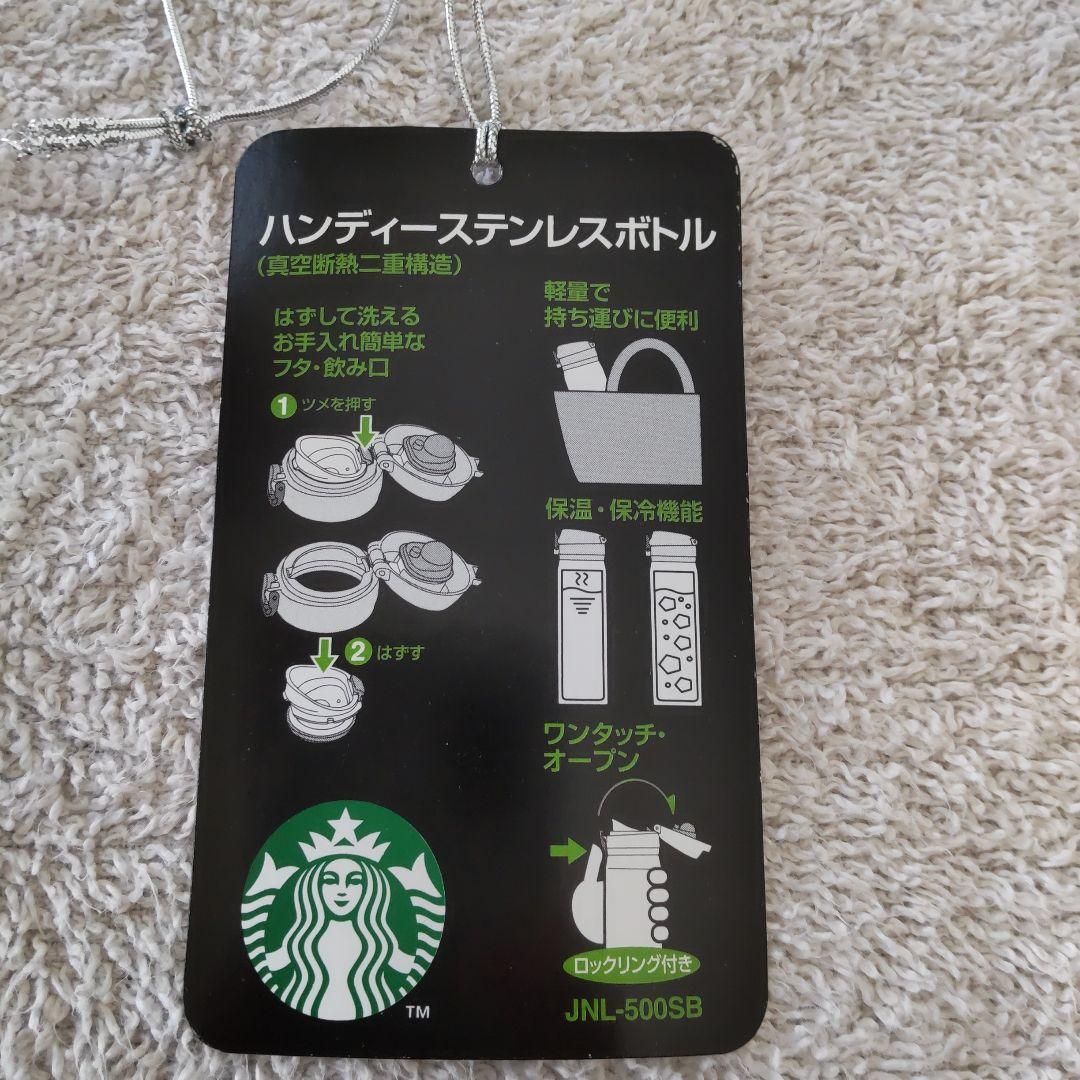 ハンディーステンレスボトル
(真空断熱二重構造)
はずして洗える
お手入れ簡単な
フタ・飲み口
1 ツメを押す
2 はずす
TM
軽量で
持ち運びに便利
保温・保冷機能
ワンタッチ・
オープン
ロックリング付き
JNL-500SB